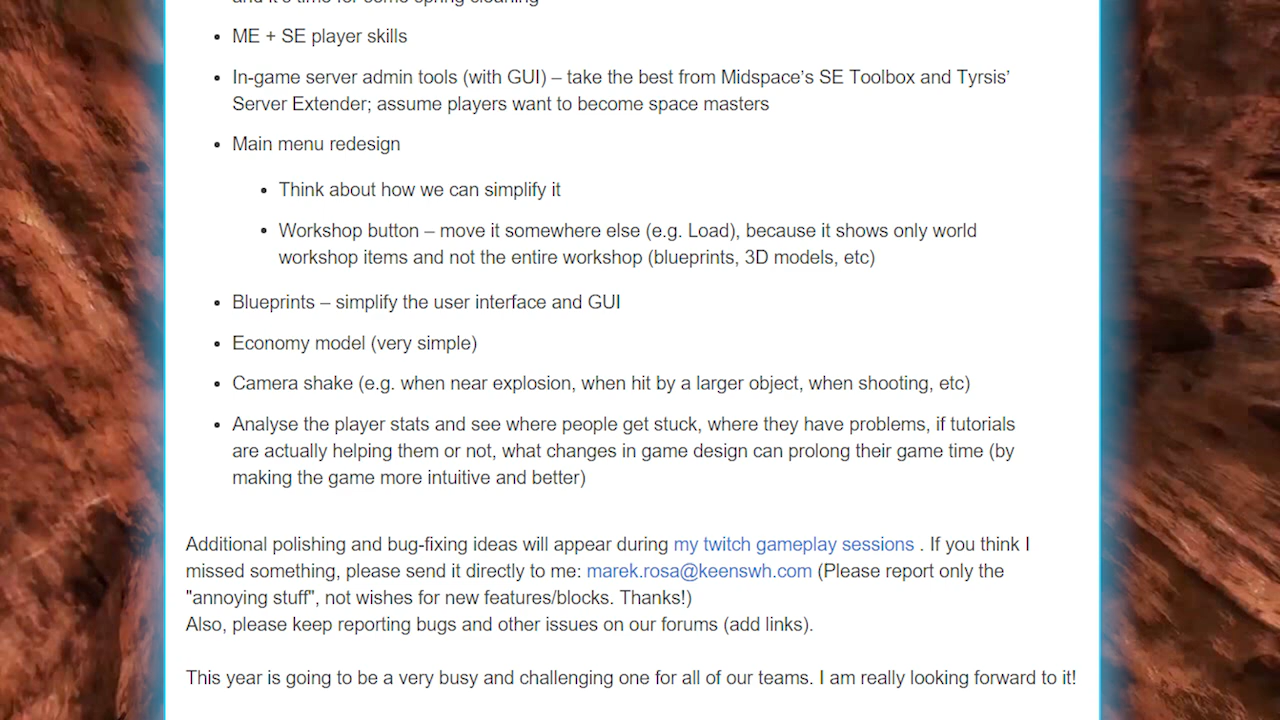 and it's time for some spring cleaning
ME + SE player skills
In-game server admin tools (with GUI) – take the best from Midspace’s SE Toolbox and Tyrsis’
Server Extender; assume players want to become space masters
Main menu redesign
Think about how we can simplify it
Workshop button – move it somewhere else (e.g. Load), because it shows only world
workshop items and not the entire workshop (blueprints, 3D models, etc)
Blueprints – simplify the user interface and GUI
Economy model (very simple)
Camera shake (e.g. when near explosion, when hit by a larger object, when shooting, etc)
Analyse the player stats and see where people get stuck, where they have problems, if tutorials
are actually helping them or not, what changes in game design can prolong their game time (by
making the game more intuitive and better)
Additional polishing and bug-fixing ideas will appear during my twitch gameplay sessions . If you think I
missed something, please send it directly to me: marek.rosa@keenswh.com (Please report only the
"annoying stuff", not wishes for new features/blocks. Thanks!)
Also, please keep reporting bugs and other issues on our forums (add links).
This year is going to be a very busy and challenging one for all of our teams. I am really looking forward to it!